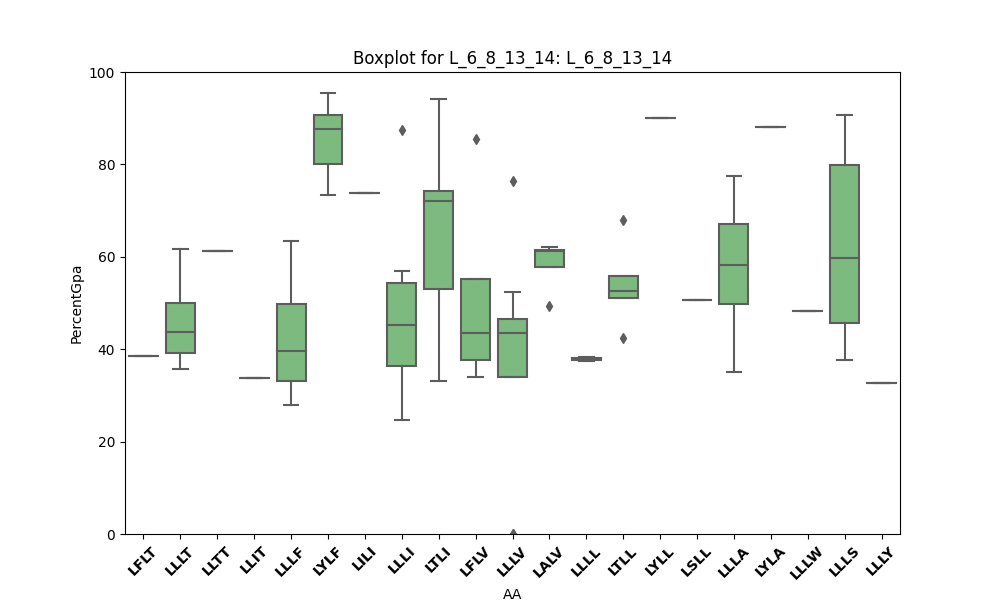 Boxplot for L_6_8_13_14: L_6_8_13_14
PercentGpa
100
80
60
40
20
0
LFLT LLLT LLTT LLIT LLLF LYLF LILI LLLI LTLI LFLV LLLV LALV LLLL LTLL LYLL LSLL LLLA LYLA LLLW LLLS LLLY
AA